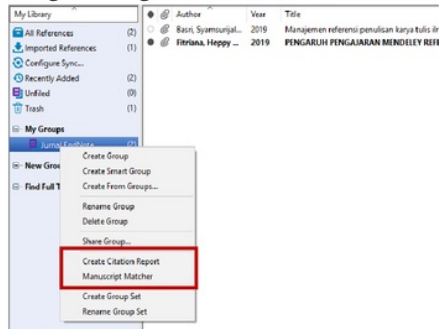 My Library
Author Year Title
All References (2)
Basri, Syamsurijal... 2019 Manajemen referensi penulisan karya tulis ilm
Imported References (1)
Fitriana, Heppy ... 2019 PENGARUH PENGAJARAN MENDELEY REFE
Configure Sync...
Recently Added (2)
Unfiled (0)
Trash (1)
My Groups
Jurnal EndNote (2)
New Grou
Find Full T
Create Group
Create Smart Group
Create From Groups...
Rename Group
Delete Group
Share Group...
Create Citation Report
Manuscript Matcher
Create Group Set
Rename Group Set